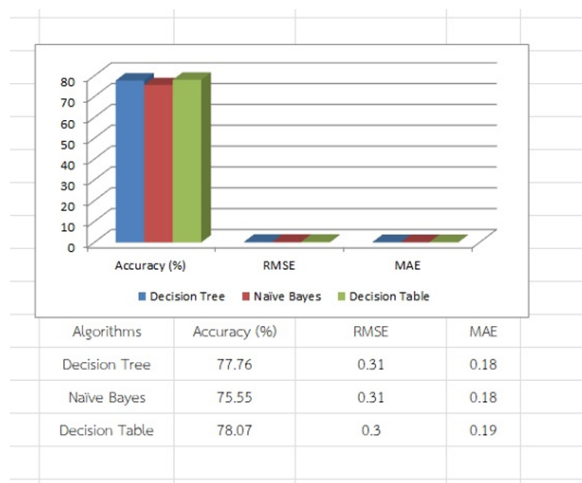 80
70
60
50
40
30
20
10
0
Accuracy (%) RMSE MAE
Decision Tree Naïve Bayes Decision Table
Algorithms Accuracy (%) RMSE MAE
Decision Tree 77.76 0.31 0.18
Naïve Bayes 75.55 0.31 0.18
Decision Table 78.07 0.3 0.19